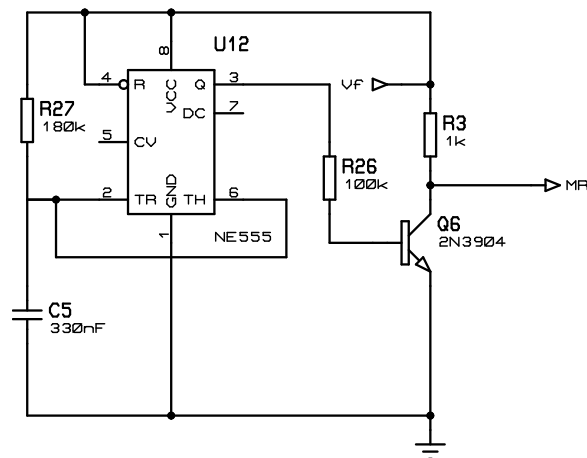 U12
8
4
R
VCC
Q
3
Vf
DC
7
R27
180k
R3
1k
5
CV
R26
100k
2
TR
GND
TH
6
MR
1
NE555
Q6
2N3904
C5
330nF